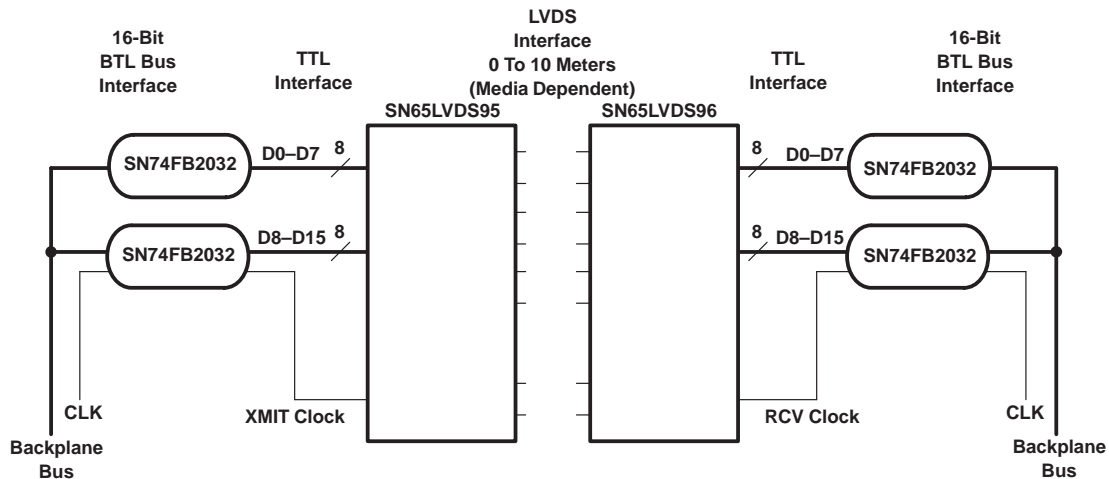 LVDS
Interface
0 To 10 Meters
(Media Dependent)
16-Bit
BTL Bus
Interface
TTL
Interface
TTL
Interface
16-Bit
BTL Bus
Interface
SN65LVDS95
SN65LVDS96
SN74FB2032
D0–D7
8
8
D0–D7
SN74FB2032
SN74FB2032
D8–D15
8
8
D8–D15
SN74FB2032
CLK
XMIT Clock
RCV Clock
CLK
Backplane
Bus
Backplane
Bus